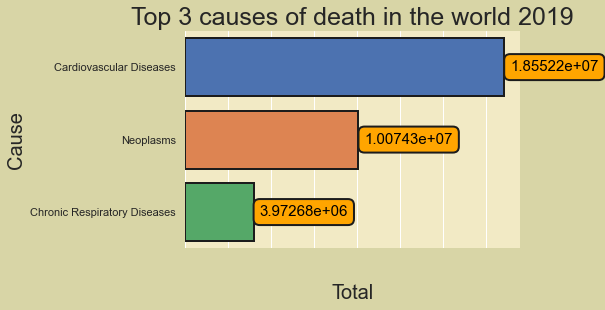 Top 3 causes of death in the world 2019
Cardiovascular Diseases
1.85522e+07
Neoplasms
1.00743e+07
Chronic Respiratory Diseases
3.97268e+06
Cause
Total